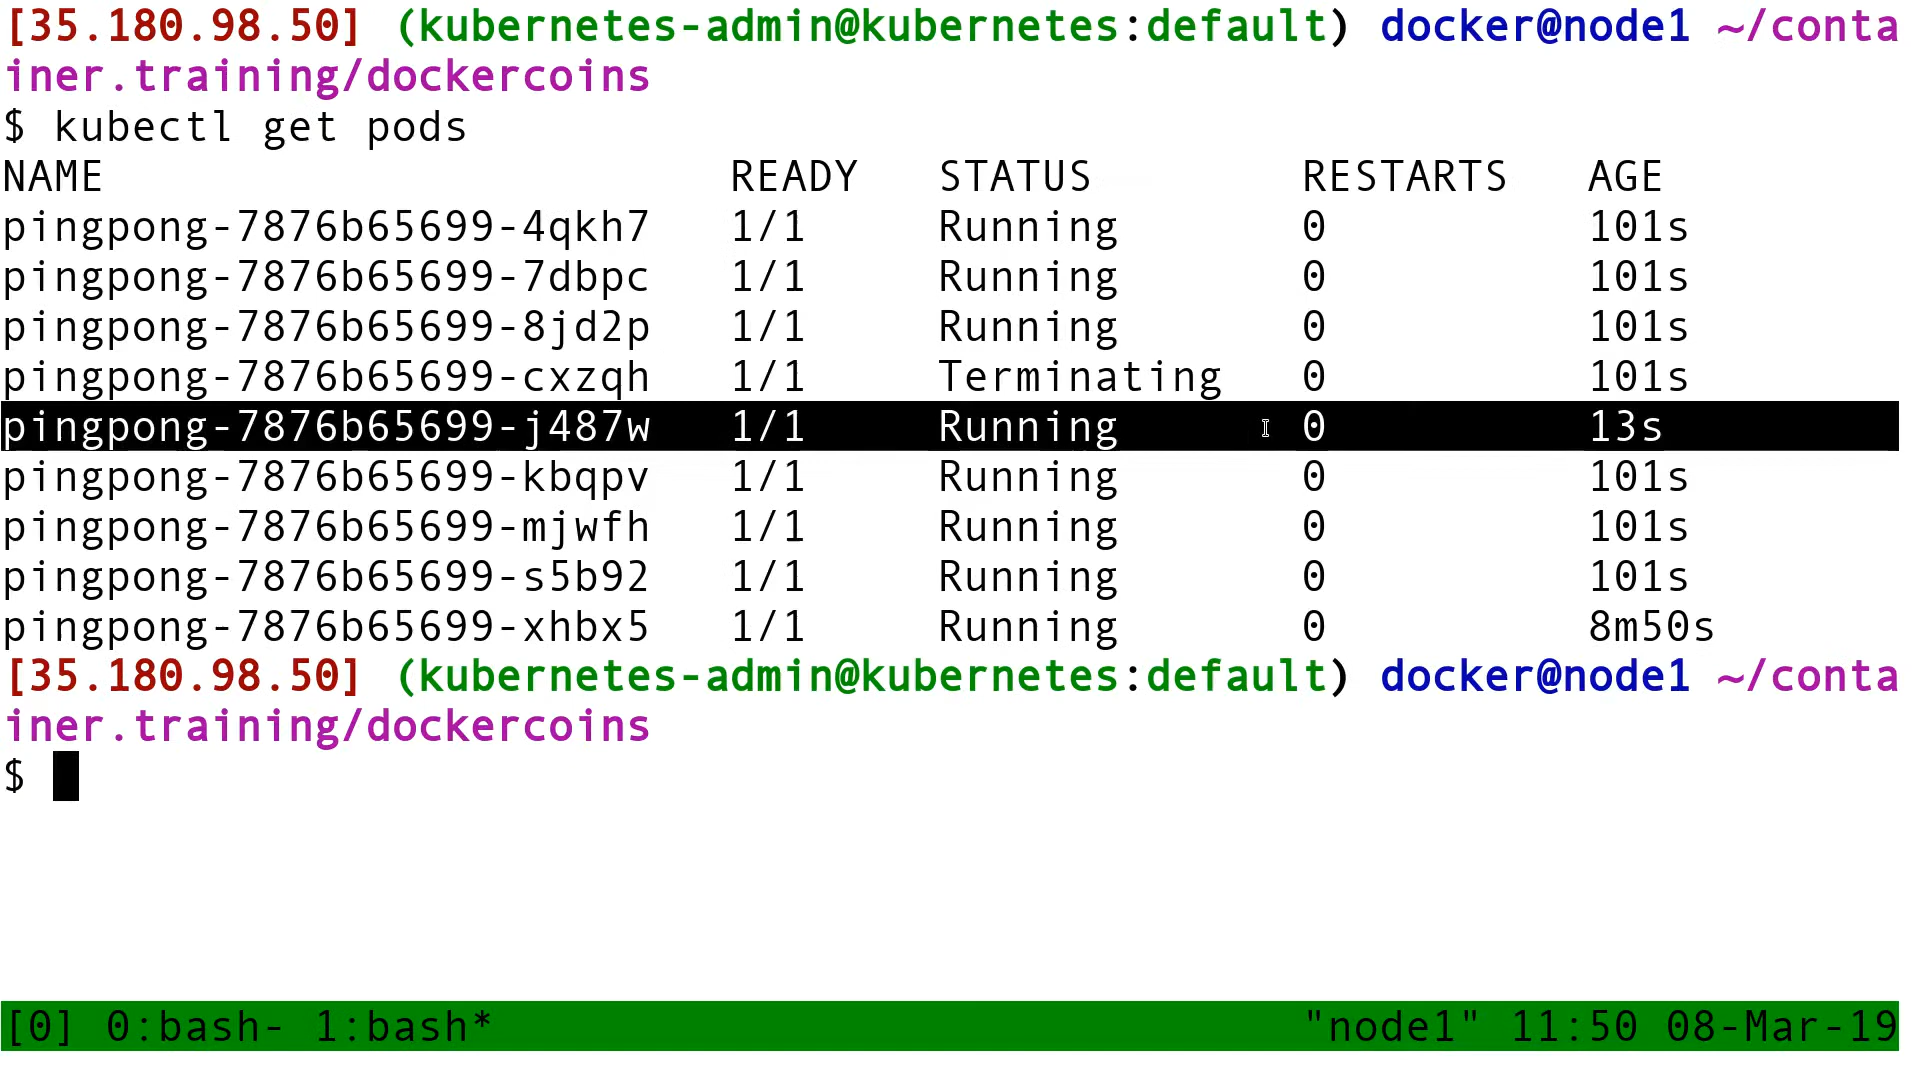 [35.180.98.50] (kubernetes-admin@kubernetes:default) docker@node1 ~/conta
iner.training/dockercoins
$ kubectl get pods
NAME READY STATUS RESTARTS AGE
pingpong-7876b65699-4qkh7 1/1 Running 0 101s
pingpong-7876b65699-7dbpc 1/1 Running 0 101s
pingpong-7876b65699-8jd2p 1/1 Running 0 101s
pingpong-7876b65699-cxzqh 1/1 Terminating 0 101s
pingpong-7876b65699-j487w 1/1 Running 0 13s
pingpong-7876b65699-kbqpv 1/1 Running 0 101s
pingpong-7876b65699-mjwfh 1/1 Running 0 101s
pingpong-7876b65699-s5b92 1/1 Running 0 101s
pingpong-7876b65699-xhbx5 1/1 Running 0 8m50s
[35.180.98.50] (kubernetes-admin@kubernetes:default) docker@node1 ~/conta
iner.training/dockercoins
$
[0] 0:bash- 1:bash* "node1" 11:50 08-Mar-19